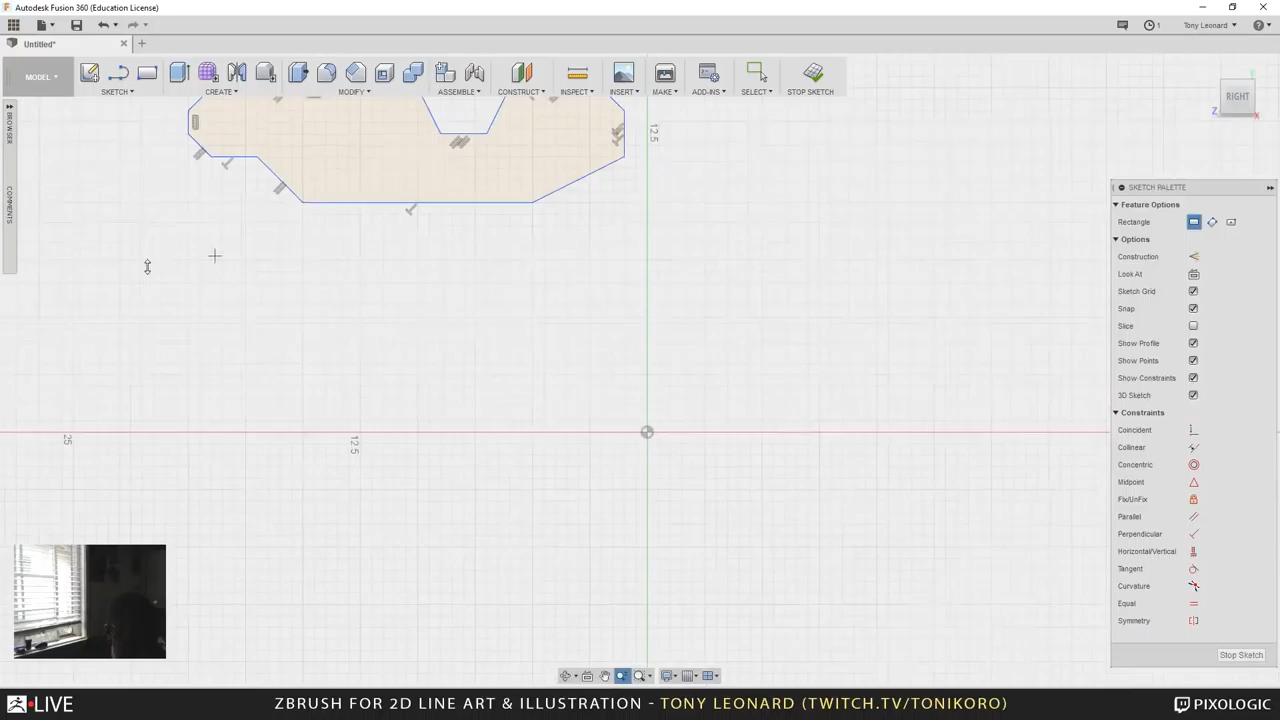 Autodesk Fusion 360 (Education License)
1
Tony Leonard
Untitled*
MODEL
SKETCH
CREATE
MODIFY
ASSEMBLE
CONSTRUCT
INSPECT
INSERT
MAKE
ADD-INS
SELECT
STOP SKETCH
RIGHT
Z
X
BROWSER
COMMENTS
12.5
25
12.5
SKETCH PALETTE
Feature Options
Rectangle
Options
Construction
Look At
Sketch Grid
Snap
Slice
Show Profile
Show Points
Show Constraints
3D Sketch
Constraints
Coincident
Collinear
Concentric
Midpoint
Fix/UnFix
Parallel
Perpendicular
Horizontal/Vertical
Tangent
Curvature
Equal
Symmetry
Stop Sketch
LIVE
ZBRUSH FOR 2D LINE ART & ILLUSTRATION - TONY LEONARD (TWITCH.TV/TONIKORO)
PIXOLOGIC